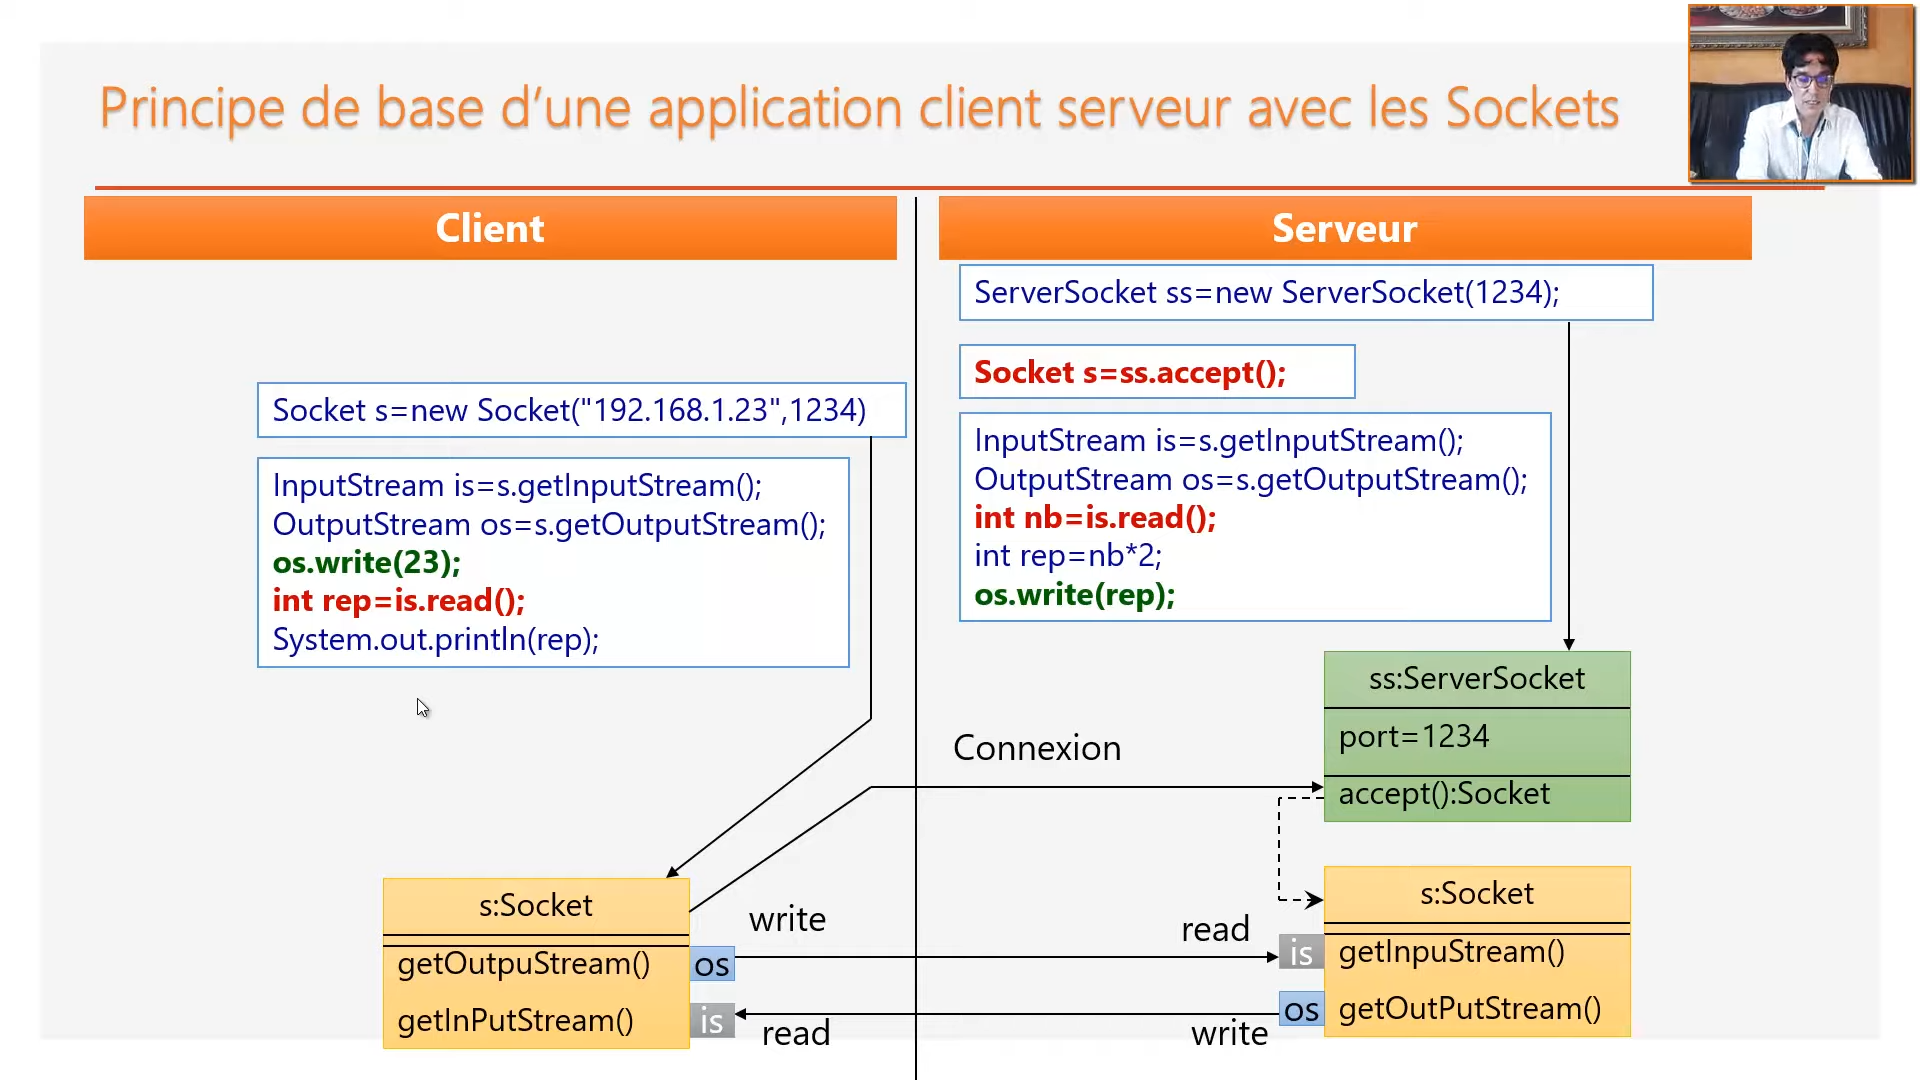 Principe de base d’une application client serveur avec les Sockets
Client
Serveur
ServerSocket ss=new ServerSocket(1234);
Socket s=ss.accept();
Socket s=new Socket("192.168.1.23",1234)
InputStream is=s.getInputStream();
OutputStream os=s.getOutputStream();
os.write(23);
int rep=is.read();
System.out.println(rep);
InputStream is=s.getInputStream();
OutputStream os=s.getOutputStream();
int nb=is.read();
int rep=nb*2;
os.write(rep);
ss:ServerSocket
port=1234
accept():Socket
Connexion
s:Socket
getOutpuStream()
os
getInPutStream()
is
write
read
read
write
s:Socket
is
getInpuStream()
os
getOutPutStream()